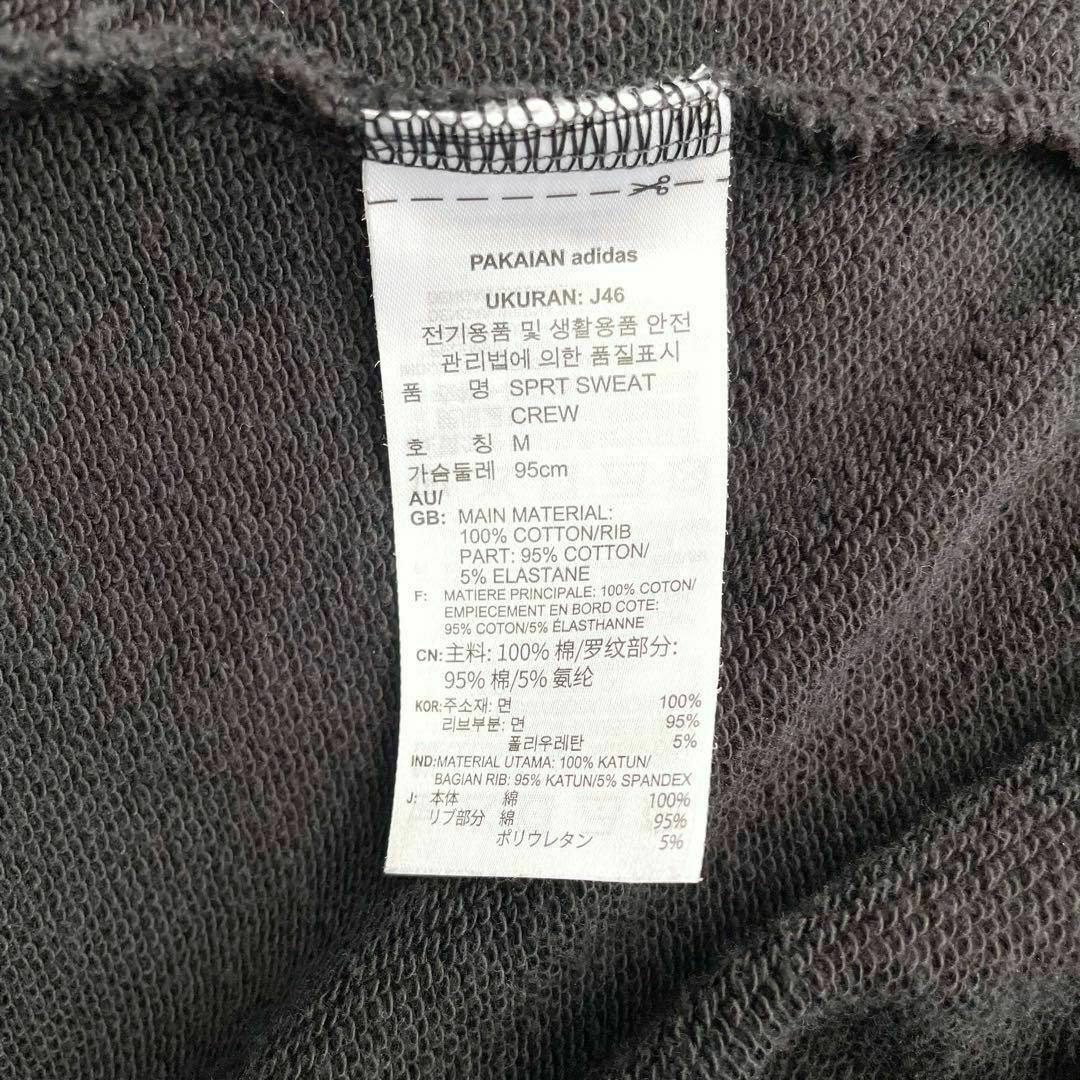 PAKAIAN adidas
UKURAN: J46
전기용품 및 생활용품 안전
관리법에 의한 품질표시
품 명 SPRT SWEAT
CREW
호 칭 M
가슴둘레 95cm
AU/
GB: MAIN MATERIAL:
100% COTTON/RIB
PART: 95% COTTON/
5% ELASTANE
F: MATIERE PRINCIPALE: 100% COTON/
EMPIECEMENT EN BORD COTE:
95% COTON/5% ÉLASTHANNE
CN:主料: 100% 棉/罗纹部分:
95% 棉/5% 氨纶
KOR:주소재: 면 100%
리브부분: 면 95%
폴리우레탄 5%
IND:MATERIAL UTAMA: 100% KATUN/
BAGIAN RIB: 95% KATUN/5% SPANDEX
J: 本体 綿 100%
リブ部分 綿 95%
ポリウレタン 5%